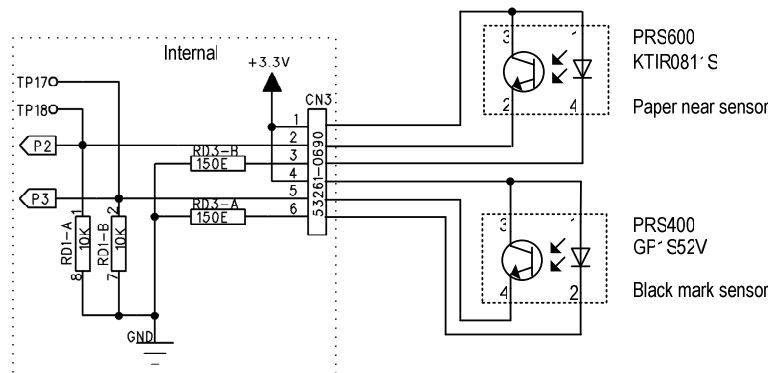 Internal
+3.3V
TP17
TP18
CN3
P2
P3
RD3-B
150E
RD3-A
150E
1
2
3
4
5
6
53261-0690
RD1-A
10K
1
8
RD1-B
10K
2
7
GND
3
1
2
4
PRS600
KTIR0811S
Paper near sensor
3
1
4
2
PRS400
GP1S52V
Black mark sensor